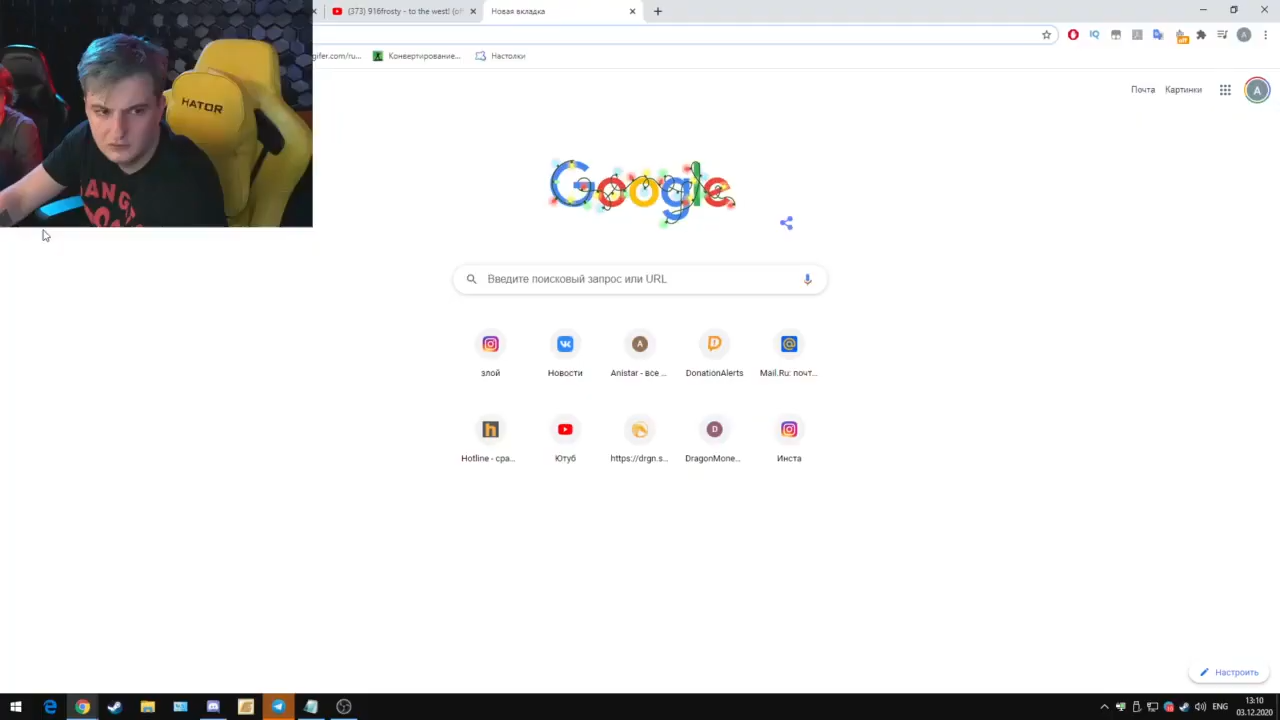 (373) 916frosty - to the west! (of
Новая вкладка
gifer.com/ru...
Конвертирование...
Настолки
Почта
Картинки
A
HATOR
Google
Введите поисковый запрос или URL
злой
Новости
Anistar - все ...
DonationAlerts
Mail.Ru: почт...
Hotline - сра...
Ютуб
https://drgn.s...
DragonMone...
Инста
Настроить
ENG
13:10
03.12.2020